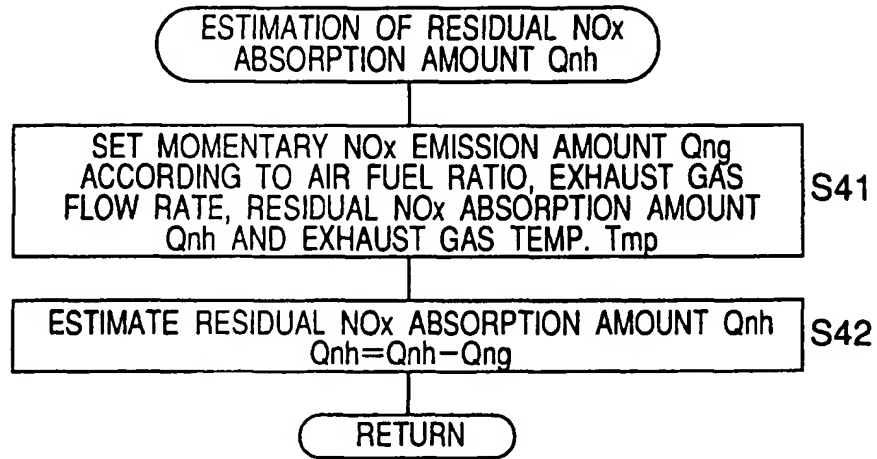 ESTIMATION OF RESIDUAL NOx
ABSORPTION AMOUNT Qnh
SET MOMENTARY NOx EMISSION AMOUNT Qng
ACCORDING TO AIR FUEL RATIO, EXHAUST GAS
FLOW RATE, RESIDUAL NOx ABSORPTION AMOUNT
Qnh AND EXHAUST GAS TEMP. Tmp
S41
ESTIMATE RESIDUAL NOx ABSORPTION AMOUNT Qnh
Qnh=Qnh-Qng
S42
RETURN